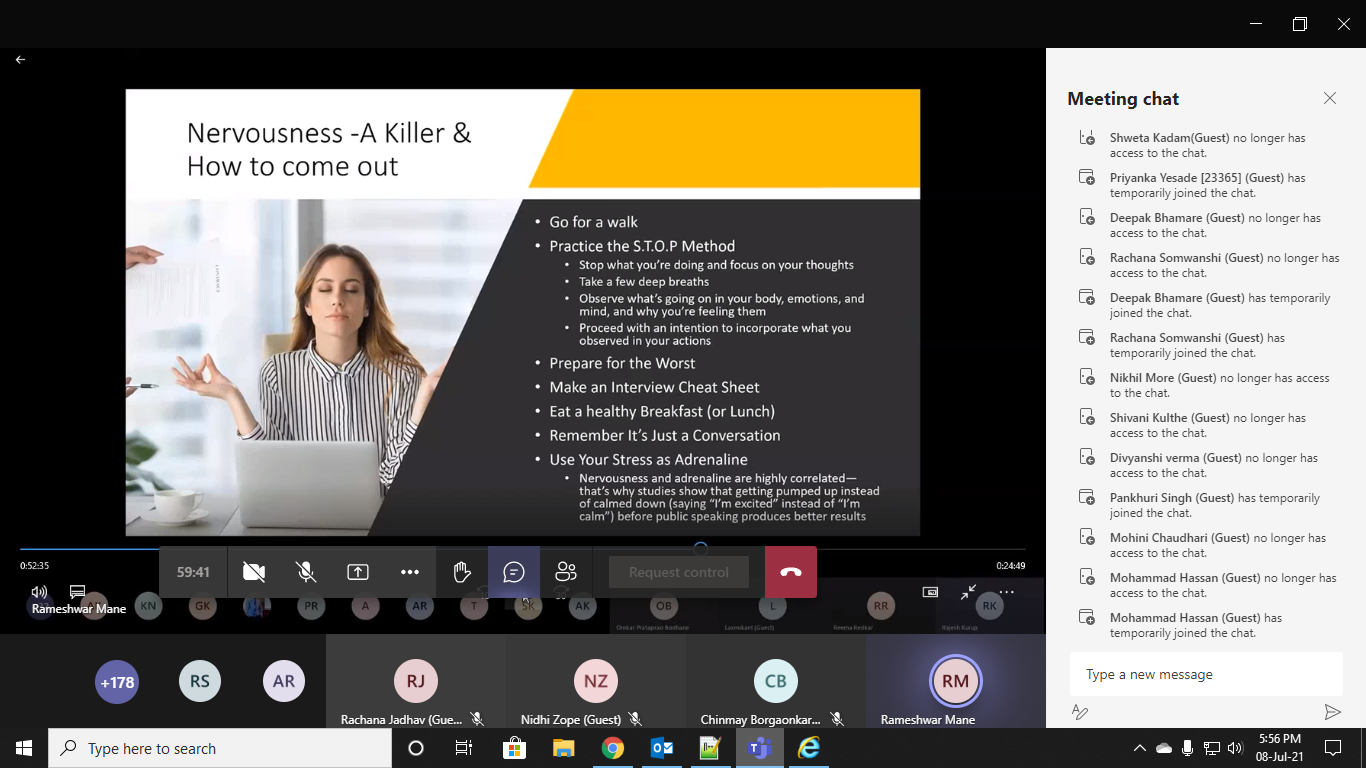 Nervousness -A Killer &
How to come out
• Go for a walk
• Practice the S.T.O.P Method
• Stop what you're doing and focus on your thoughts
• Take a few deep breaths
• Observe what's going on in your body, emotions, and
mind, and why you're feeling them
• Proceed with an intention to incorporate what you
observed in your actions
• Prepare for the Worst
• Make an Interview Cheat Sheet
• Eat a healthy Breakfast (or Lunch)
• Remember It's Just a Conversation
• Use Your Stress as Adrenaline
• Nervousness and adrenaline are highly correlated—
that's why studies show that getting pumped up instead
of calmed down (saying "I'm excited" instead of "I'm
calm") before public speaking produces better results
0:52:35
59:41
Request control
0:24:49
Rameshwar Mane
KN
GK
PR
A
AR
T
SK
AK
OB
L
RR
RK
Laxmikant (Guest)
Reema Redkar
Rajesh Kurup
+178
RS
AR
RJ
NZ
CB
RM
Rachana Jadhav (Gue...
Nidhi Zope (Guest)
Chinmay Borgaonkar...
Rameshwar Mane
Meeting chat
Shweta Kadam(Guest) no longer has
access to the chat.
Priyanka Yesade [23365] (Guest) has
temporarily joined the chat.
Deepak Bhamare (Guest) no longer has
access to the chat.
Rachana Somwanshi (Guest) no longer has
access to the chat.
Deepak Bhamare (Guest) has temporarily
joined the chat.
Rachana Somwanshi (Guest) has
temporarily joined the chat.
Nikhil More (Guest) no longer has access
to the chat.
Shivani Kulthe (Guest) no longer has
access to the chat.
Divyanshi verma (Guest) no longer has
access to the chat.
Pankhuri Singh (Guest) has temporarily
joined the chat.
Mohini Chaudhari (Guest) no longer has
access to the chat.
Mohammad Hassan (Guest) no longer has
access to the chat.
Mohammad Hassan (Guest) has
temporarily joined the chat.
Type a new message
Type here to search
5:56 PM
08-Jul-21